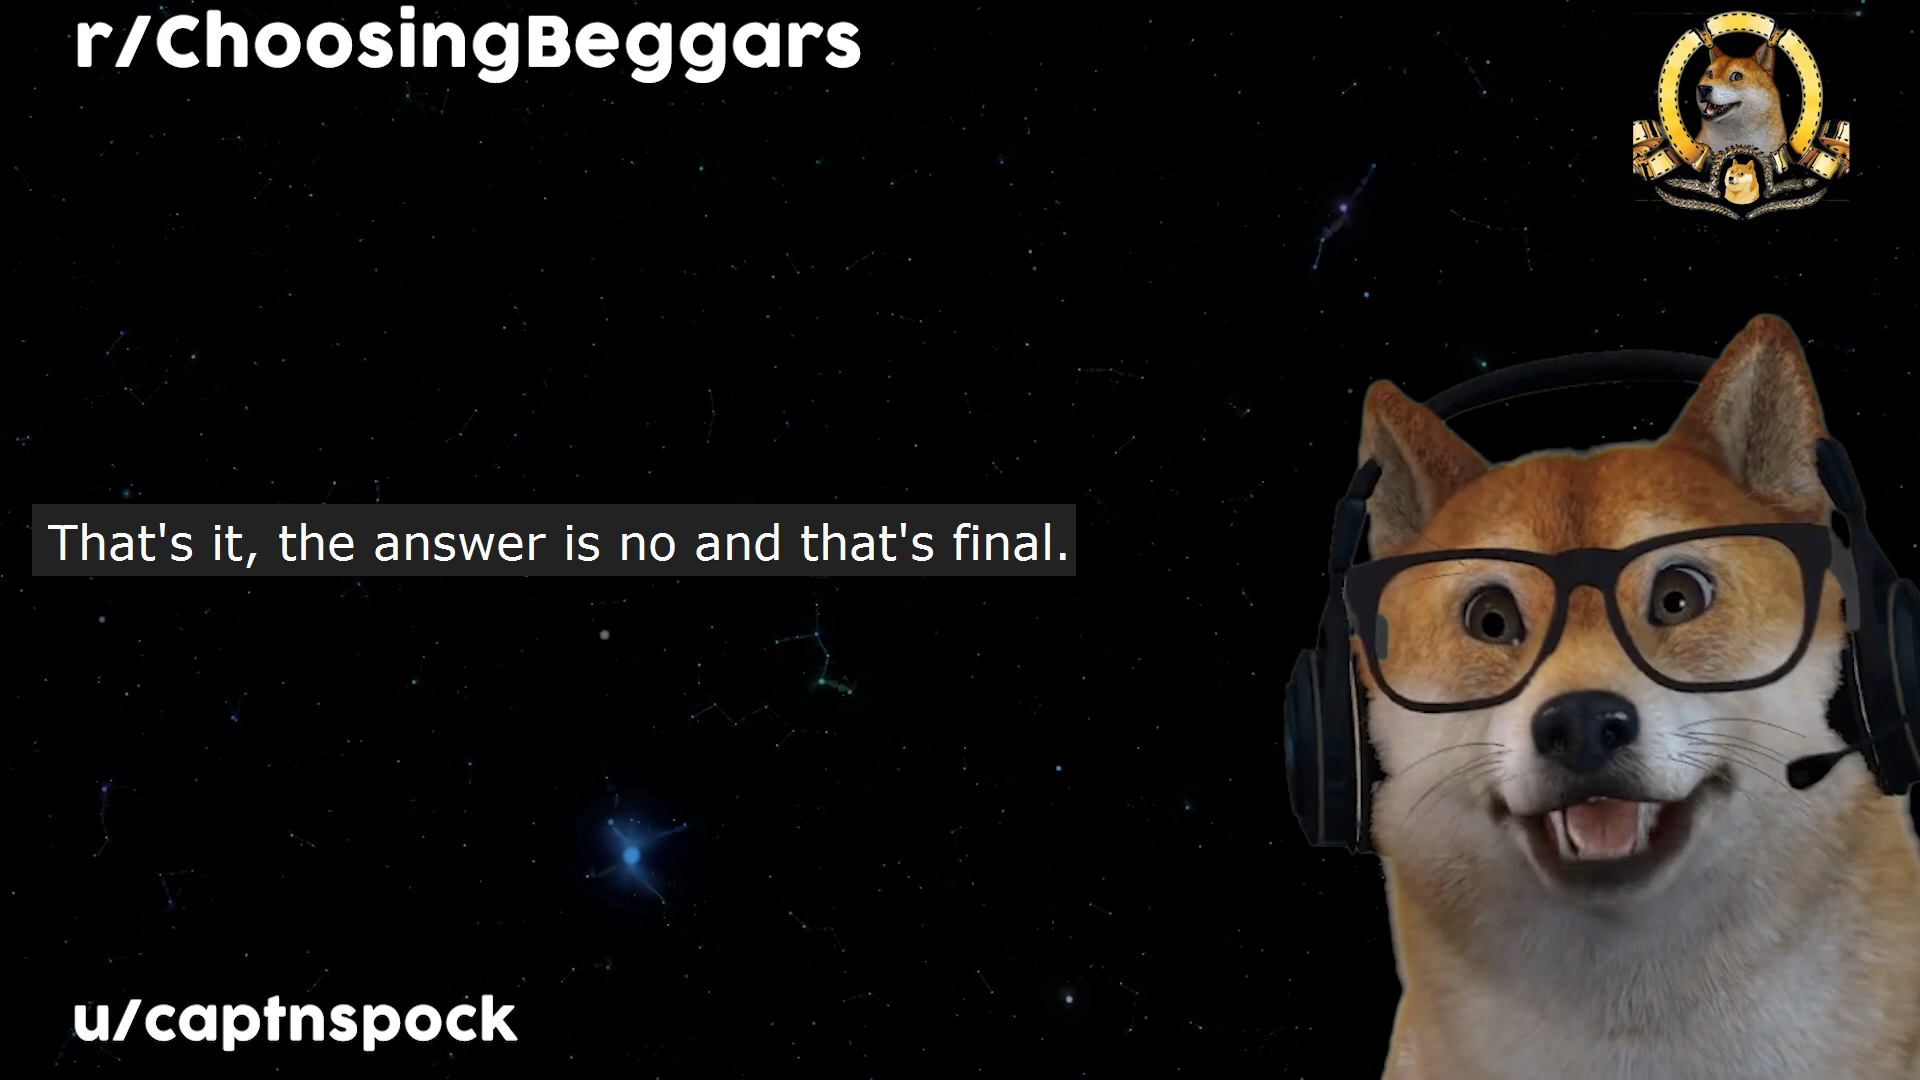 r/ChoosingBeggars
That's it, the answer is no and that's final.
u/captnspock